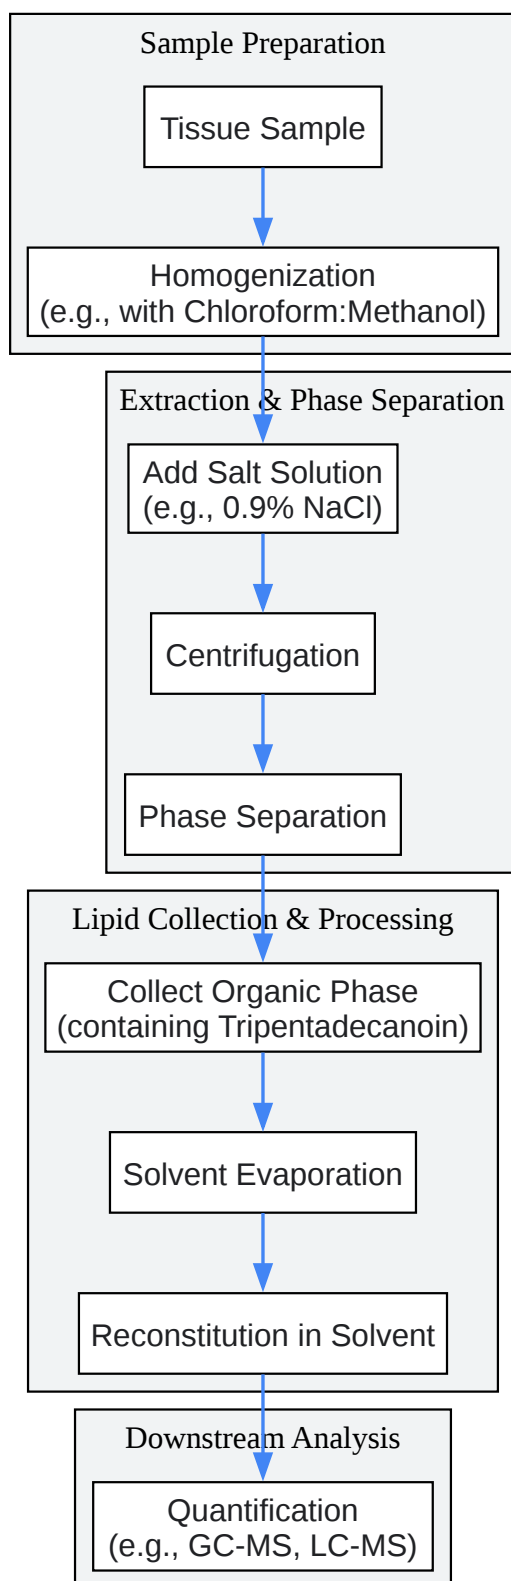 Sample Preparation
Tissue Sample
Homogenization
(e.g., with Chloroform:Methanol)
Extraction & Phase Separation
Add Salt Solution
(e.g., 0.9% NaCl)
Centrifugation
Phase Separation
Lipid Collection & Processing
Collect Organic Phase
(containing Tripentadecanoin)
Solvent Evaporation
Reconstitution in Solvent
Downstream Analysis
Quantification
(e.g., GC-MS, LC-MS)